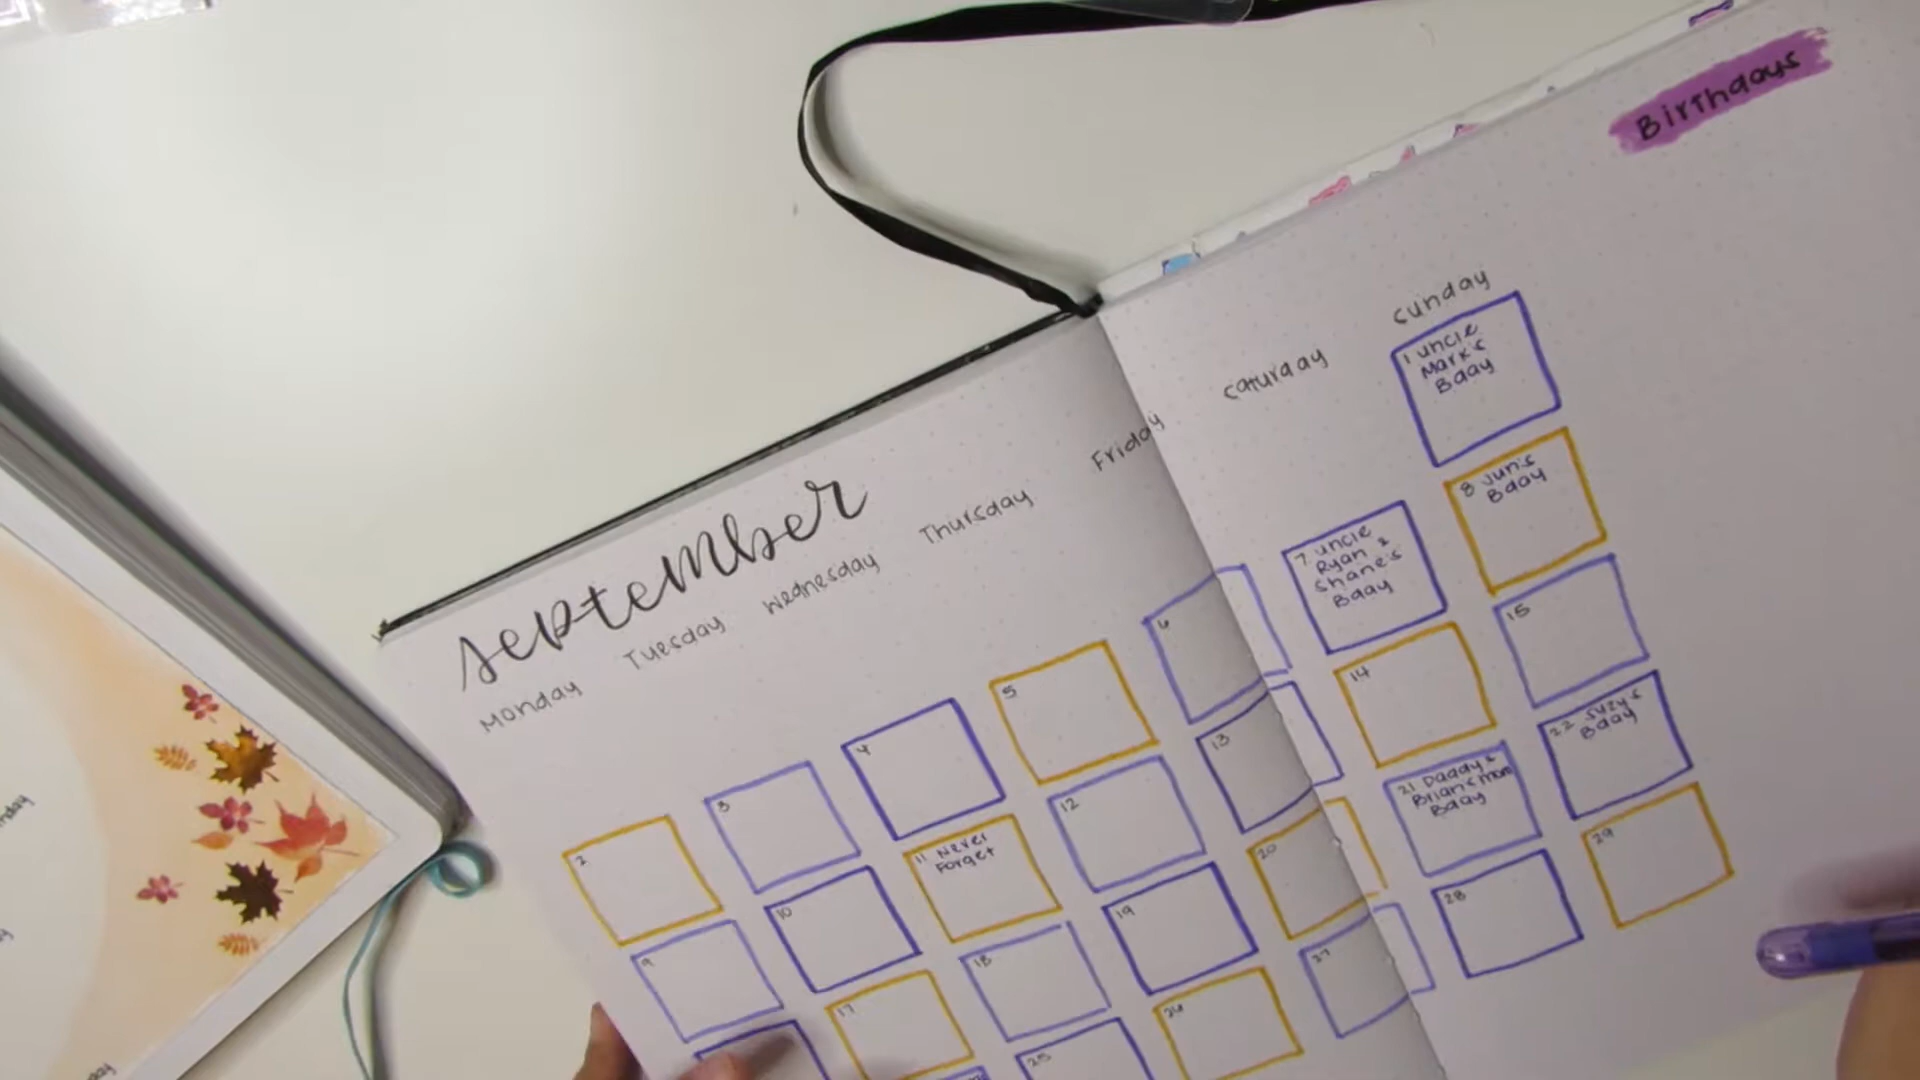 Birthdays
september
Monday
Tuesday
Wednesday
Thursday
Friday
Saturday
Sunday
1 uncle
Mark's
Bday
2
3
4
5
6
7 uncle
Ryan &
Shane's
Bday
8 Jun's
Bday
9
10
11 Never
Forget
12
13
14
15
17
18
19
20
21 Daddy &
Brian's mom
Bday
22 Suzy's
Bday
25
26
27
28
29